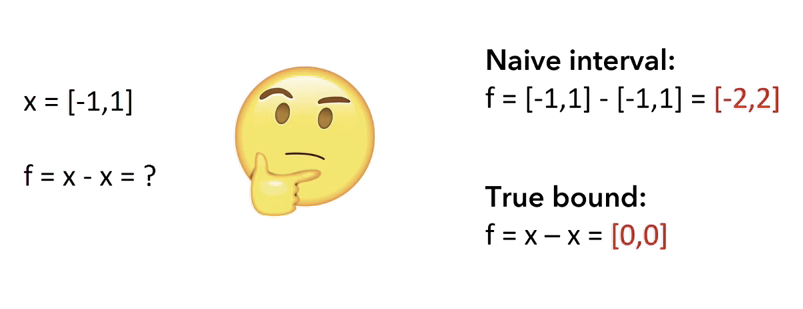 x = [-1,1]
f = x - x = ?
Naive interval:
f = [-1,1] - [-1,1] = [-2,2]
True bound:
f = x – x = [0,0]